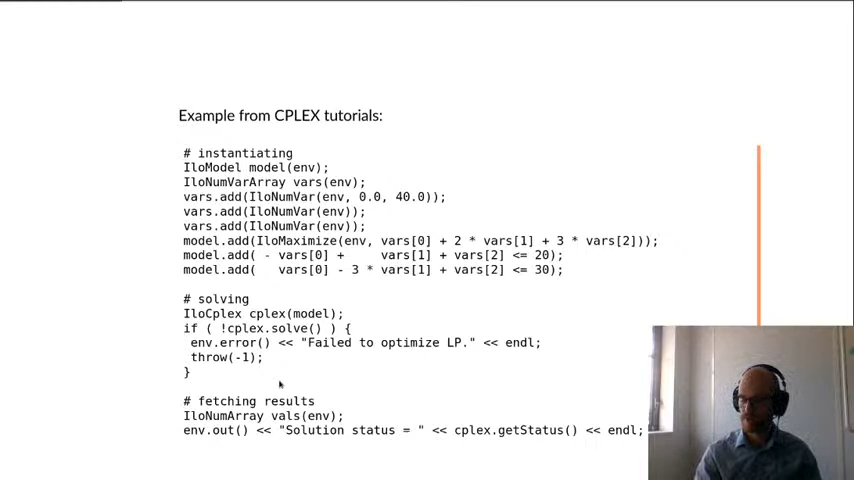 Example from CPLEX tutorials:
# instantiating
IloModel model(env);
IloNumVarArray vars(env);
vars.add(IloNumVar(env, 0.0, 40.0));
vars.add(IloNumVar(env));
vars.add(IloNumVar(env));
model.add(IloMaximize(env, vars[0] + 2 * vars[1] + 3 * vars[2]));
model.add( - vars[0] +     vars[1] + vars[2] <= 20);
model.add(   vars[0] - 3 * vars[1] + vars[2] <= 30);
# solving
IloCplex cplex(model);
if ( !cplex.solve() ) {
 env.error() << "Failed to optimize LP." << endl;
 throw(-1);
}
# fetching results
IloNumArray vals(env);
env.out() << "Solution status = " << cplex.getStatus() << endl;